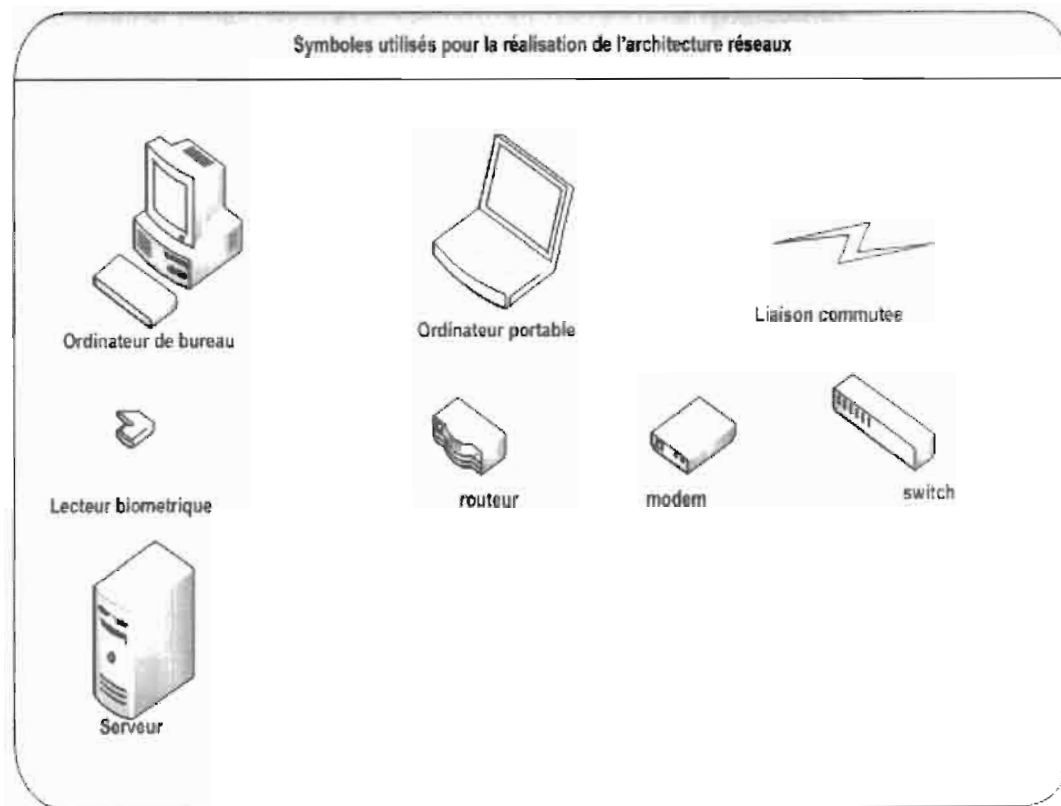 Symboles utilisés pour la réalisation de l'architecture réseaux
Ordinateur de bureau
Ordinateur portable
Liaison commutee
Lecteur biometrique
routeur
modem
switch
Serveur